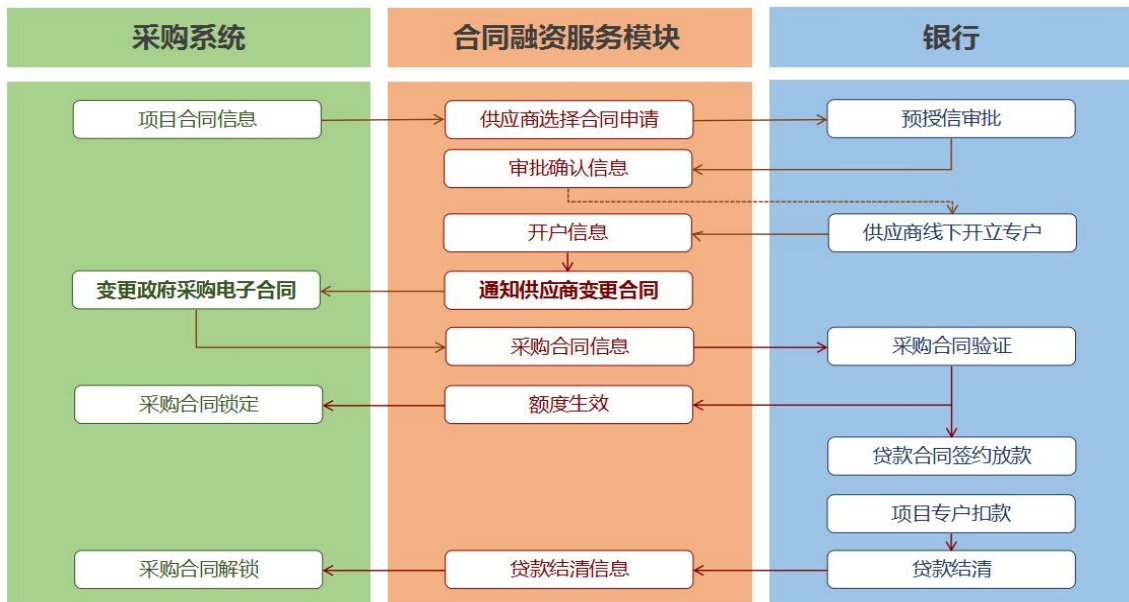 采购系统
合同融资服务模块
银行
项目合同信息
供应商选择合同申请
预授信审批
审批确认信息
开户信息
供应商线下开立专户
变更政府采购电子合同
通知供应商变更合同
采购合同信息
采购合同验证
采购合同锁定
额度生效
贷款合同签约放款
项目专户扣款
采购合同解锁
贷款结清信息
贷款结清